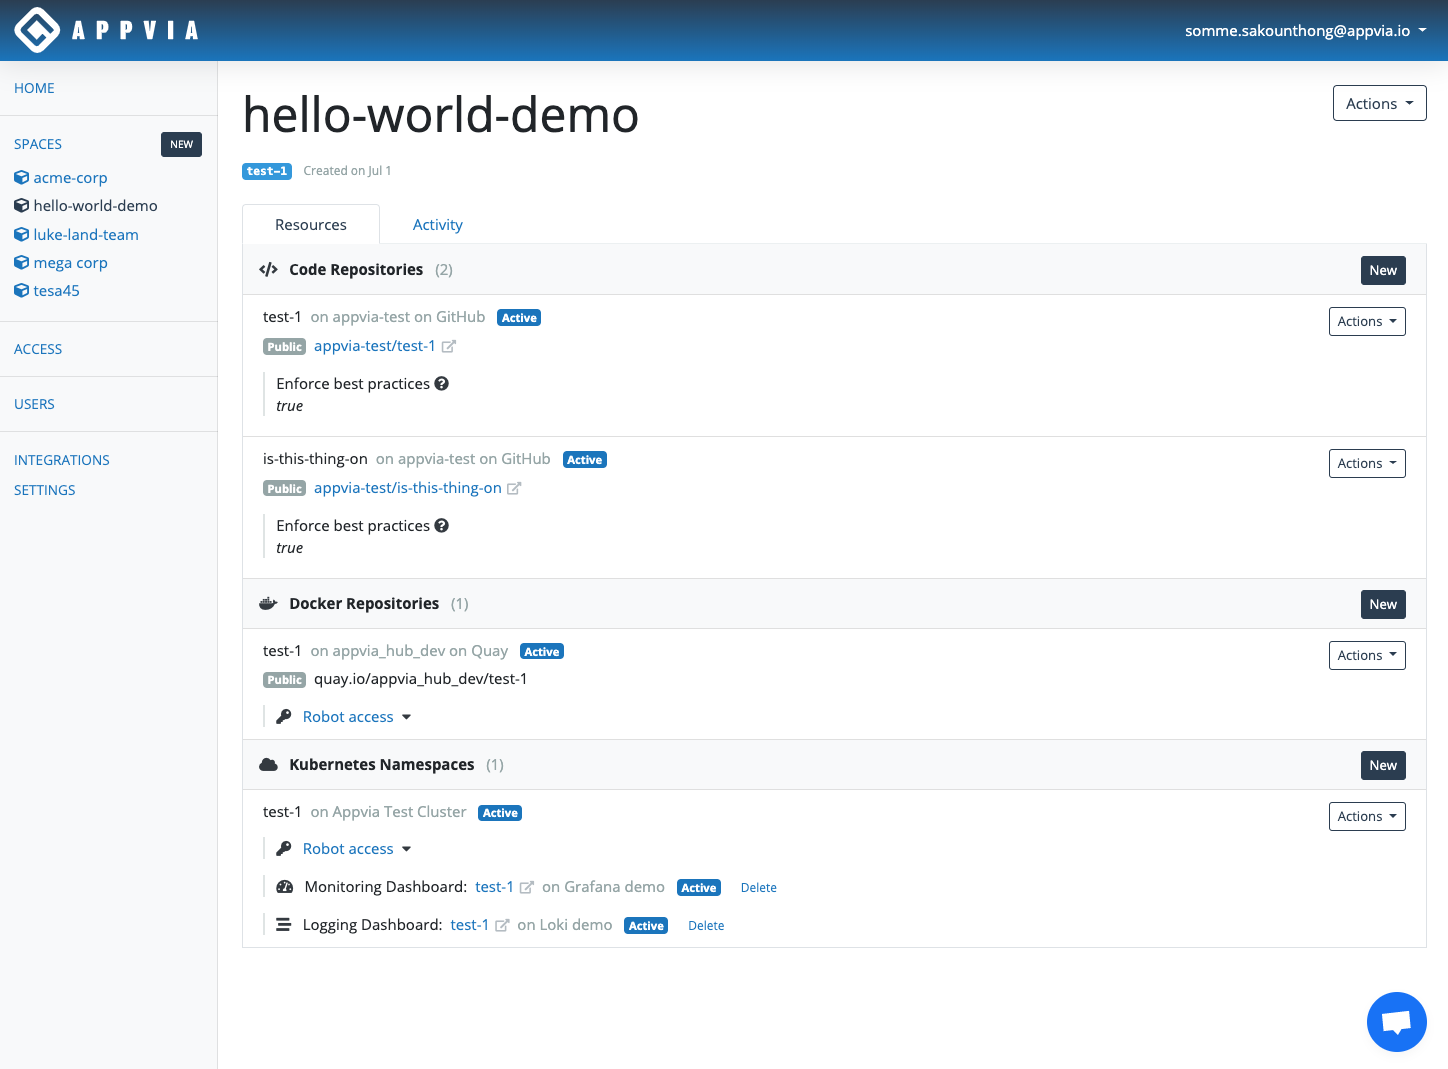 APPVIA
somme.sakounthong@appvia.io
HOME
SPACES NEW
acme-corp
hello-world-demo
luke-land-team
mega corp
tesa45
ACCESS
USERS
INTEGRATIONS
SETTINGS
hello-world-demo Actions
test-1 Created on Jul 1
Resources Activity
Code Repositories (2) New
test-1 on appvia-test on GitHub Active Actions
Public appvia-test/test-1
Enforce best practices ?
true
is-this-thing-on on appvia-test on GitHub Active Actions
Public appvia-test/is-this-thing-on
Enforce best practices ?
true
Docker Repositories (1) New
test-1 on appvia_hub_dev on Quay Active Actions
Public quay.io/appvia_hub_dev/test-1
Robot access
Kubernetes Namespaces (1) New
test-1 on Appvia Test Cluster Active Actions
Robot access
Monitoring Dashboard: test-1 on Grafana demo Active Delete
Logging Dashboard: test-1 on Loki demo Active Delete